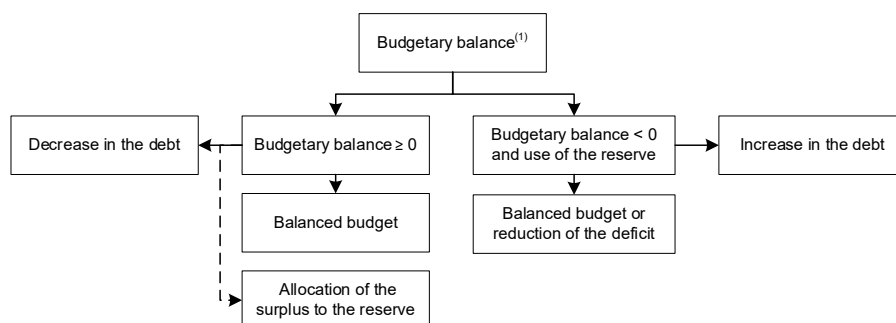 Budgetary balance(1)
Decrease in the debt
Budgetary balance ≥ 0
Budgetary balance < 0
and use of the reserve
Increase in the debt
Balanced budget
Balanced budget or
reduction of the deficit
Allocation of the
surplus to the reserve